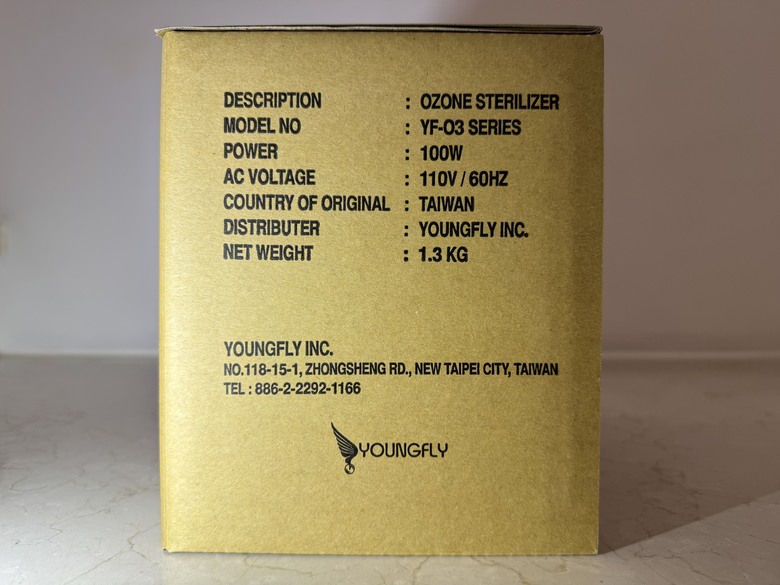 DESCRIPTION : OZONE STERILIZER
MODEL NO : YF-O3 SERIES
POWER : 100W
AC VOLTAGE : 110V / 60HZ
COUNTRY OF ORIGINAL : TAIWAN
DISTRIBUTER : YOUNGFLY INC.
NET WEIGHT : 1.3 KG
YOUNGFLY INC.
NO.118-15-1, ZHONGSHENG RD., NEW TAIPEI CITY, TAIWAN
TEL : 886-2-2292-1166
YOUNGFLY